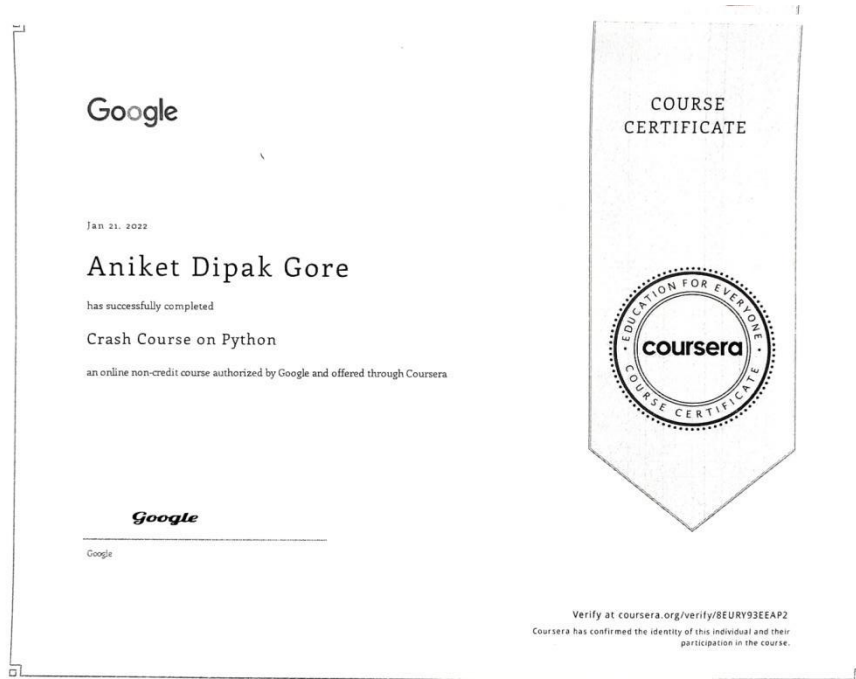 Google
COURSE
CERTIFICATE
Jan 21, 2022
Aniket Dipak Gore
has successfully completed
Crash Course on Python
an online non-credit course authorized by Google and offered through Coursera
EDUCATION FOR EVERYONE
coursera
COURSE CERTIFICATE
Google
Google
Verify at coursera.org/verify/8EURY93EEAP2
Coursera has confirmed the identity of this individual and their
participation in the course.